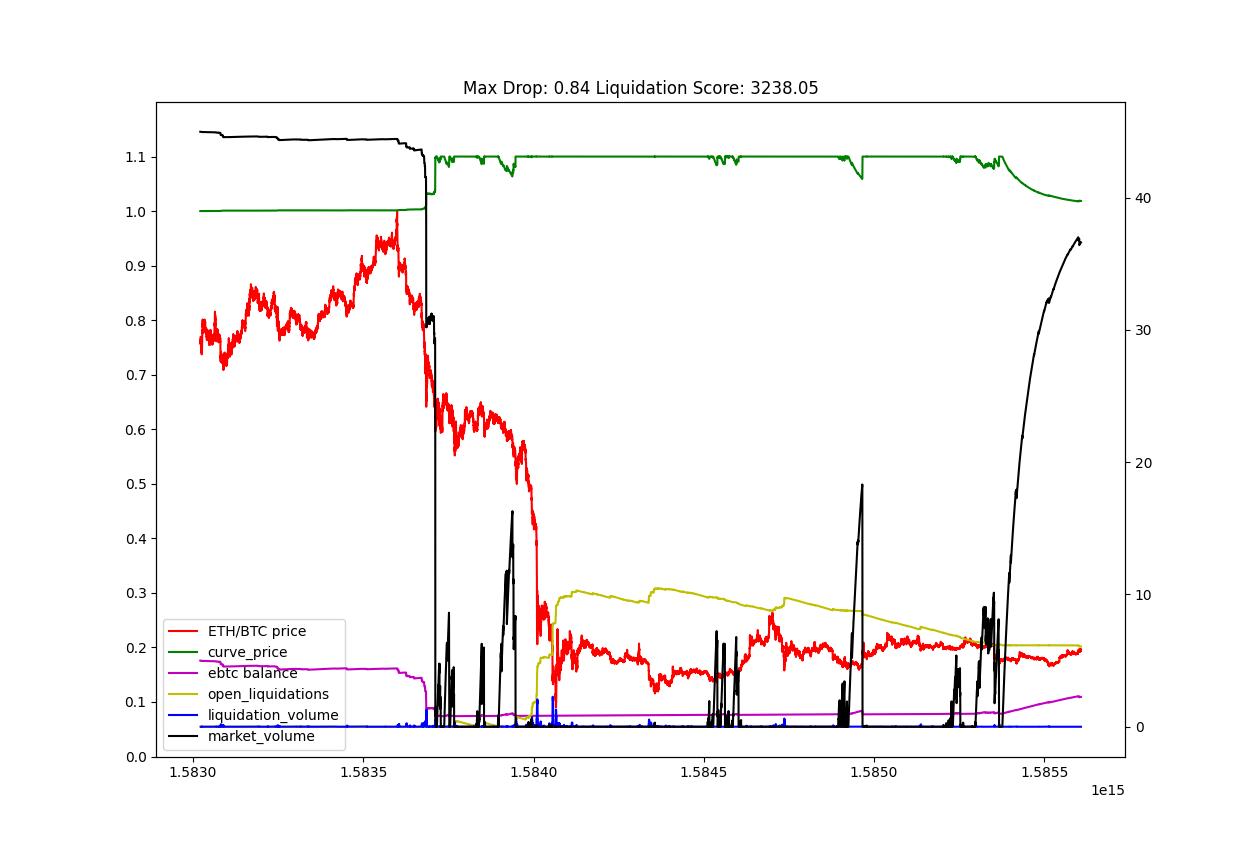 Max Drop: 0.84 Liquidation Score: 3238.05
1.1
1.0
0.9
0.8
0.7
0.6
0.5
0.4
0.3
0.2
0.1
0.0
40
30
20
10
0
ETH/BTC price
curve_price
ebtc balance
open_liquidations
liquidation_volume
market_volume
1.5830 1.5835 1.5840 1.5845 1.5850 1.5855
1e15